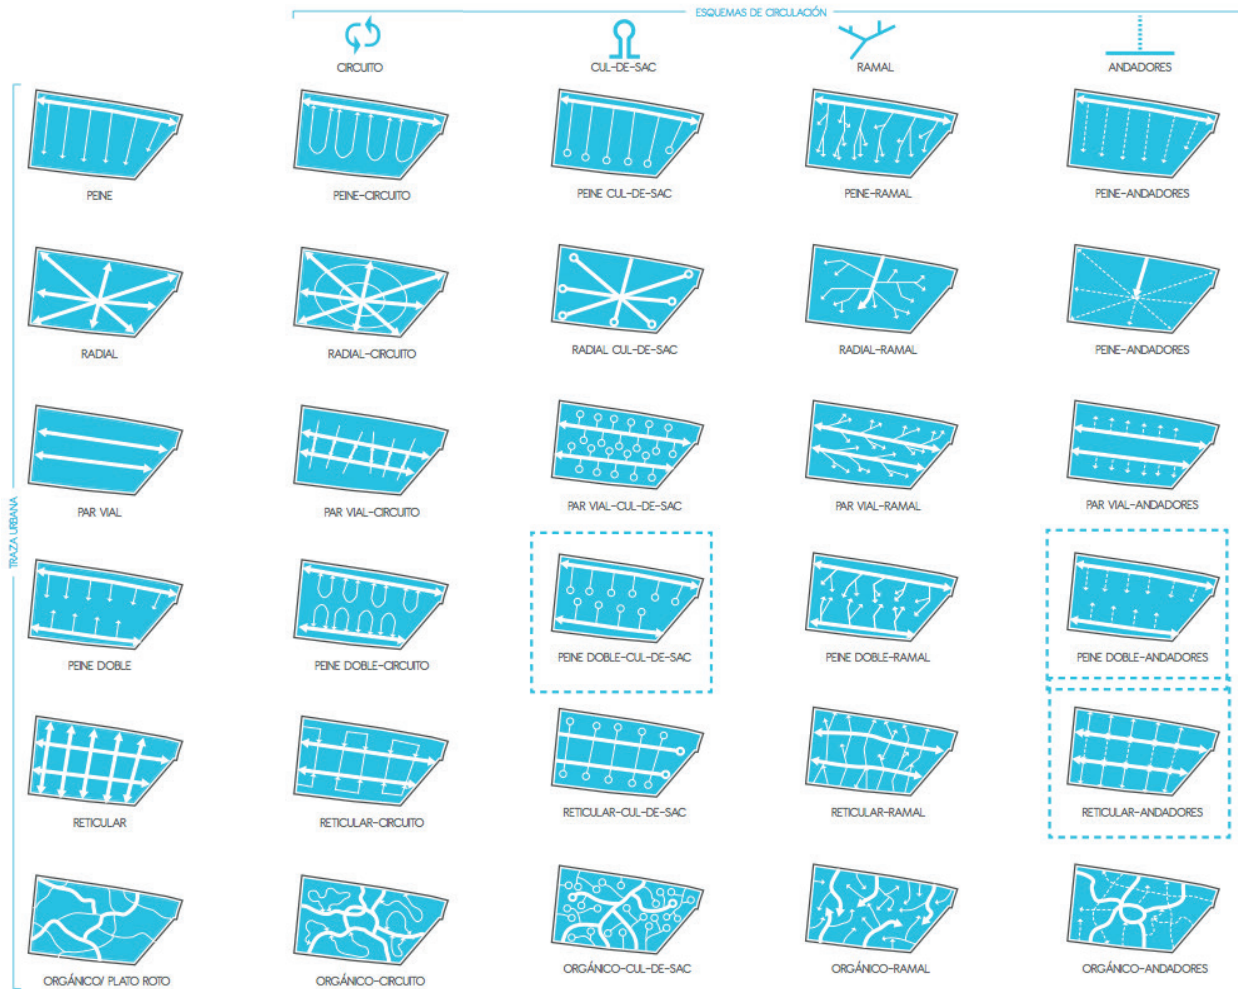 ESQUEMAS DE CIRCULACIÓN
CIRCUITO
CUL-DE-SAC
RAMAL
ANDADORES
TRAZA URBANA
PEINE
PEINE-CIRCUITO
PEINE CUL-DE-SAC
PEINE-RAMAL
PEINE-ANDADORES
RADIAL
RADIAL-CIRCUITO
RADIAL CUL-DE-SAC
RADIAL-RAMAL
PEINE-ANDADORES
PAR VIAL
PAR VIAL-CIRCUITO
PAR VIAL-CUL-DE-SAC
PAR VIAL-RAMAL
PAR VIAL-ANDADORES
PEINE DOBLE
PEINE DOBLE-CIRCUITO
PEINE DOBLE-CUL-DE-SAC
PEINE DOBLE-RAMAL
PEINE DOBLE-ANDADORES
RETICULAR
RETICULAR-CIRCUITO
RETICULAR-CUL-DE-SAC
RETICULAR-RAMAL
RETICULAR-ANDADORES
ORGÁNICO/ PLATO ROTO
ORGÁNICO-CIRCUITO
ORGÁNICO-CUL-DE-SAC
ORGÁNICO-RAMAL
ORGÁNICO-ANDADORES